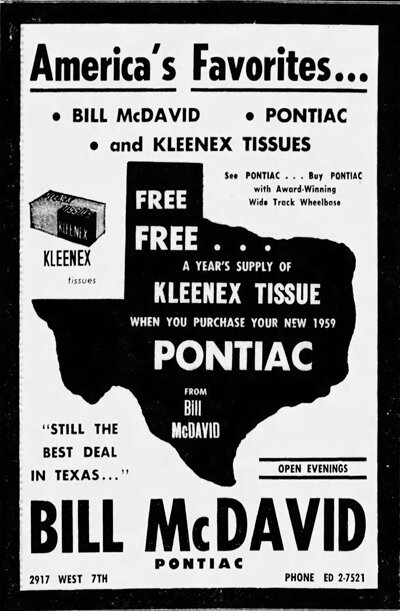 America's Favorites...
• BILL McDAVID • PONTIAC
• and KLEENEX TISSUES
See PONTIAC . . . Buy PONTIAC
with Award-Winning
Wide Track Wheelbase
FREE
FREE . . .
KLEENEX TISSUES
KLEENEX
KLEENEX
tissues
A YEAR'S SUPPLY OF
KLEENEX TISSUE
WHEN YOU PURCHASE YOUR NEW 1959
PONTIAC
FROM
Bill
McDAVID
"STILL THE
BEST DEAL
IN TEXAS..."
OPEN EVENINGS
BILL McDAVID
PONTIAC
2917 WEST 7TH PHONE ED 2-7521